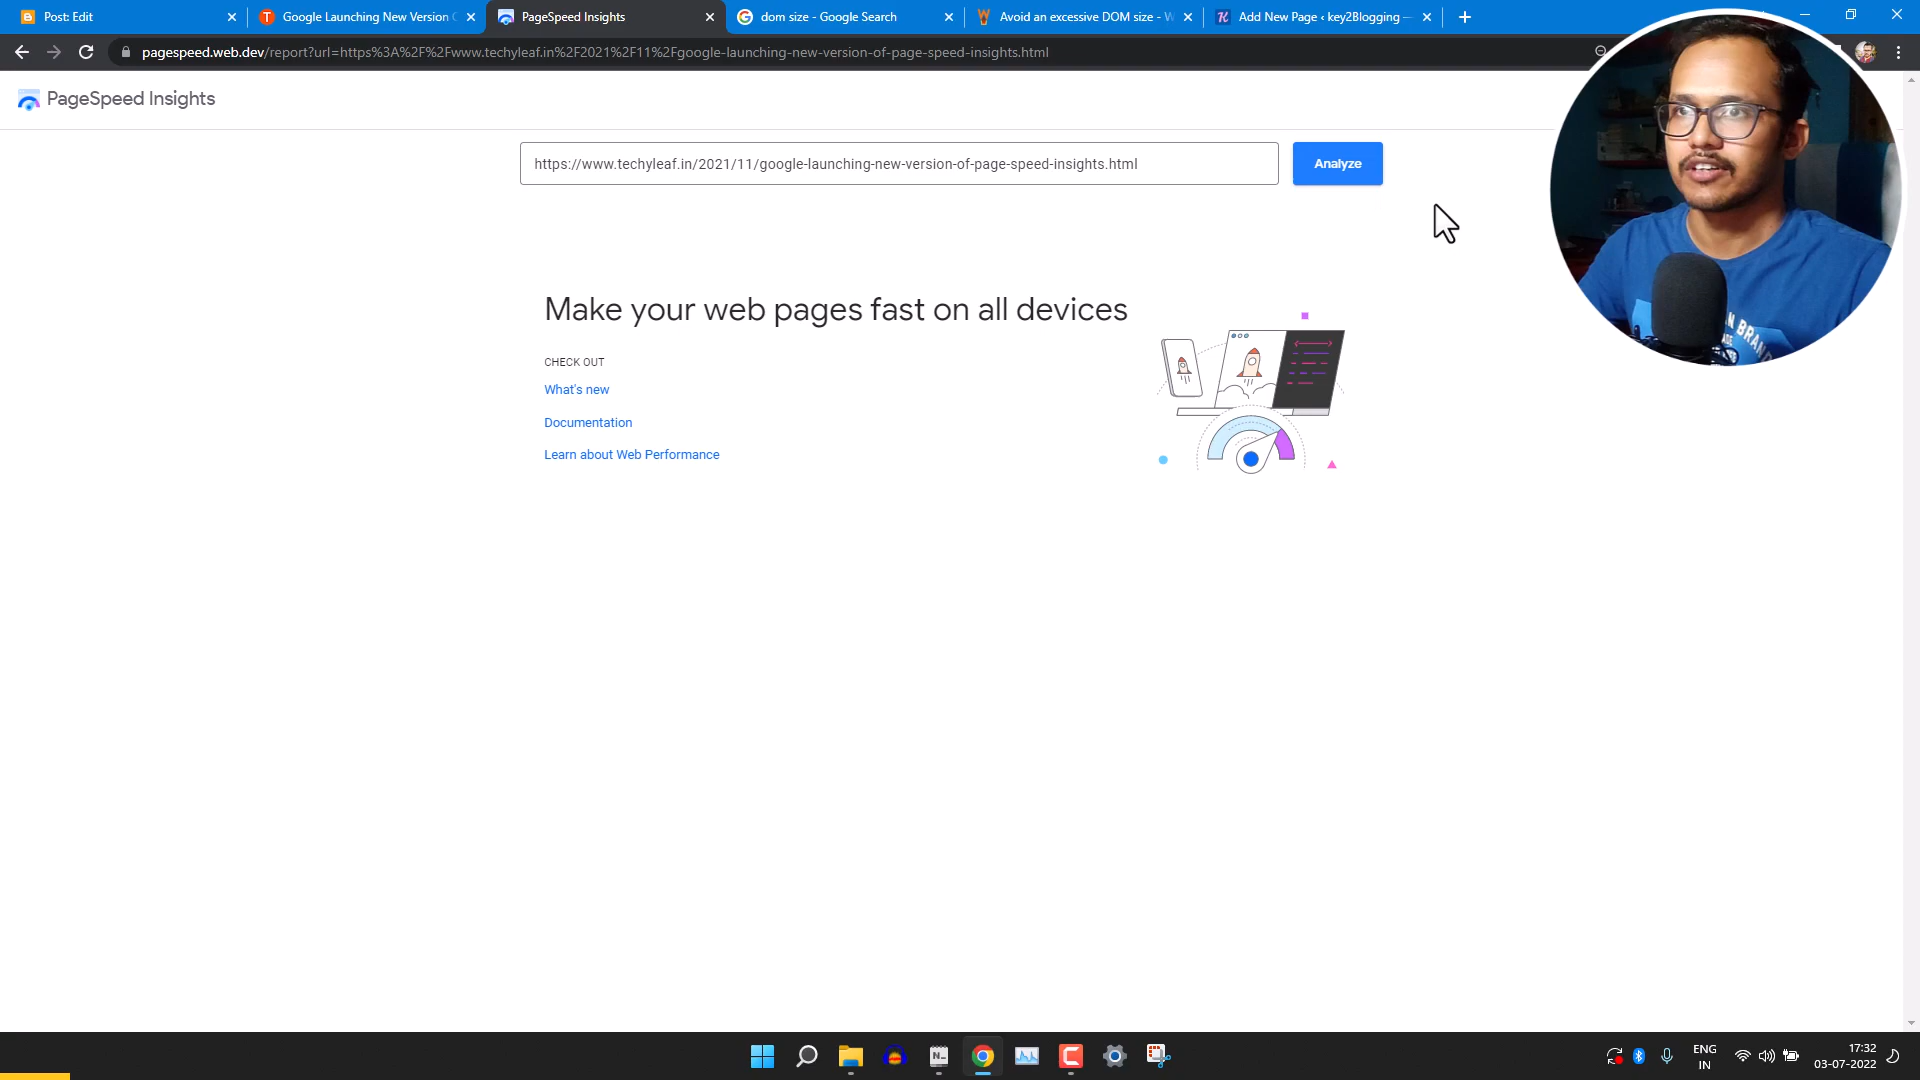 Post: Edit
Google Launching New Version
PageSpeed Insights
dom size - Google Search
Avoid an excessive DOM size -
Add New Page ‹ key2Blogging —
pagespeed.web.dev/report?url=https%3A%2F%2Fwww.techyleaf.in%2F2021%2F11%2Fgoogle-launching-new-version-of-page-speed-insights.html
PageSpeed Insights
https://www.techyleaf.in/2021/11/google-launching-new-version-of-page-speed-insights.html
Analyze
Make your web pages fast on all devices
CHECK OUT
What's new
Documentation
Learn about Web Performance
BRAN
ENG
IN
17:32
03-07-2022